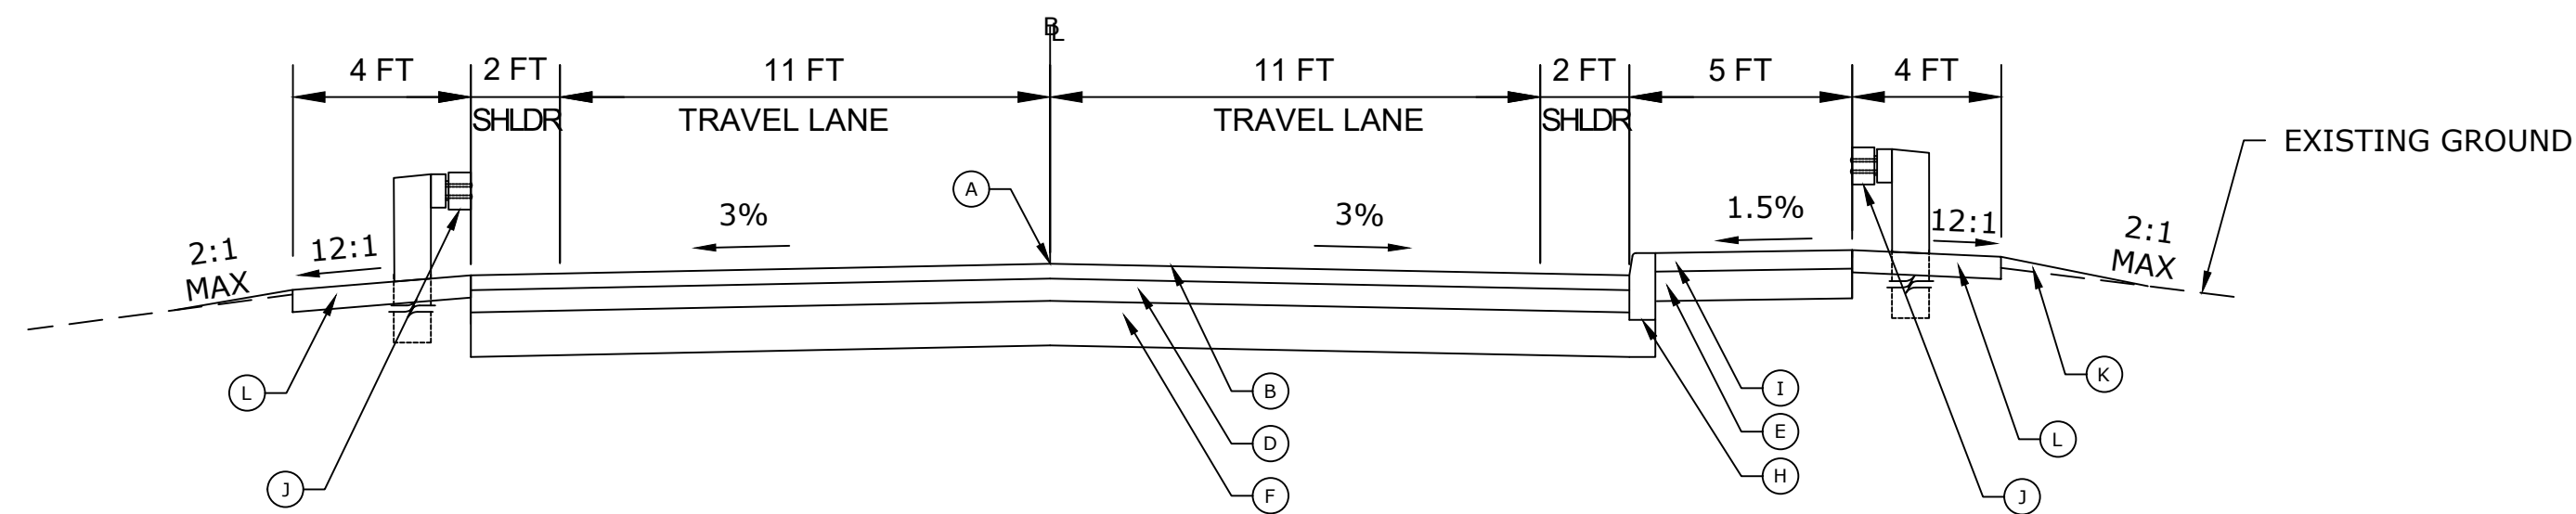 BL
4 FT
2 FT
11 FT
11 FT
2 FT
5 FT
4 FT
SHLDR
TRAVEL LANE
TRAVEL LANE
SHLDR
EXISTING GROUND
A
3%
3%
1.5%
12:1
2:1
MAX
12:1
2:1
MAX
L
B
I
K
D
E
L
J
F
H
J